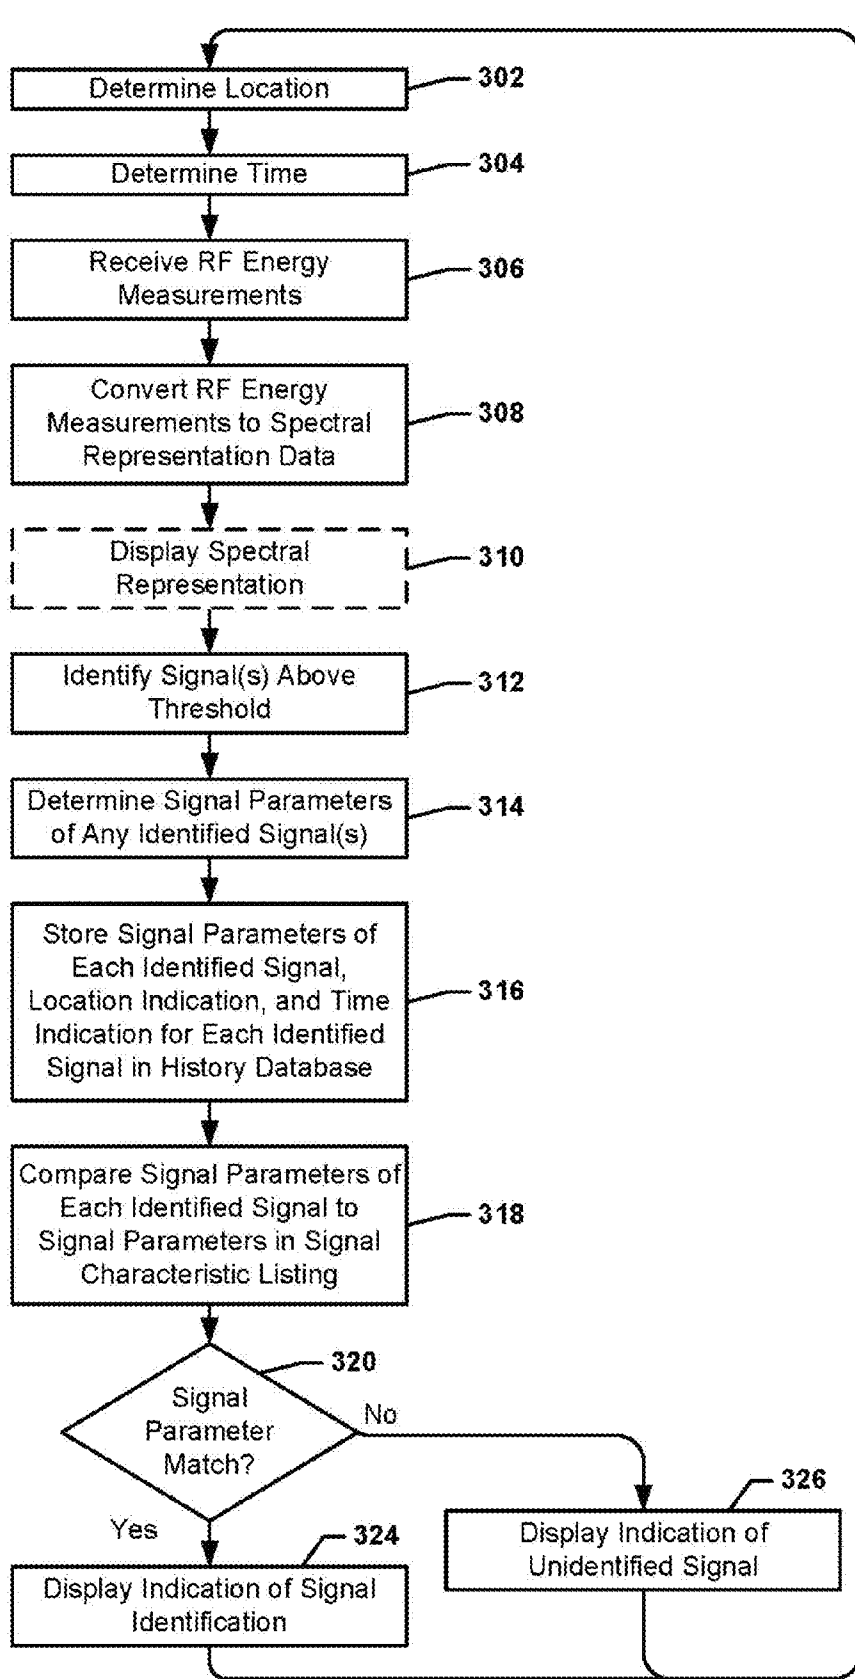 Determine Location
302
Determine Time
304
Receive RF Energy
Measurements
306
Convert RF Energy
Measurements to Spectral
Representation Data
308
Display Spectral
Representation
310
Identify Signal(s) Above
Threshold
312
Determine Signal Parameters
of Any Identified Signal(s)
314
Store Signal Parameters of
Each Identified Signal,
Location Indication, and Time
Indication for Each Identified
Signal in History Database
316
Compare Signal Parameters of
Each Identified Signal to
Signal Parameters in Signal
Characteristic Listing
318
320
Signal
Parameter
Match?
No
Yes
324
Display Indication of Signal
Identification
326
Display Indication of
Unidentified Signal